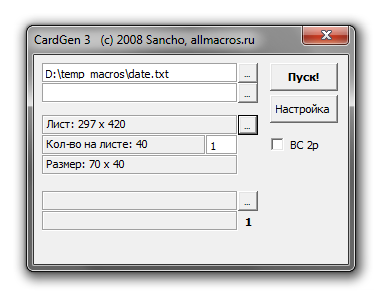 CardGen 3 (c) 2008 Sancho, allmacros.ru
D:\temp macros\date.txt
...
Пуск!
...
Настройка
Лист: 297 x 420
...
Кол-во на листе: 40
1
ВС 2р
Размер: 70 x 40
...
1